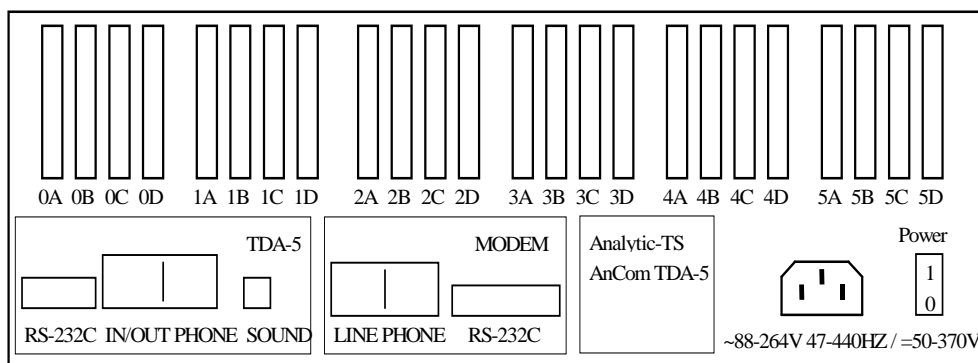 0A 0B 0C 0D 1A 1B 1C 1D 2A 2B 2C 2D 3A 3B 3C 3D 4A 4B 4C 4D 5A 5B 5C 5D
TDA-5
RS-232C IN/OUT PHONE SOUND
MODEM
LINE PHONE RS-232C
Analytic-TS
AnCom TDA-5
Power
1
0
~88-264V 47-440HZ / =50-370V